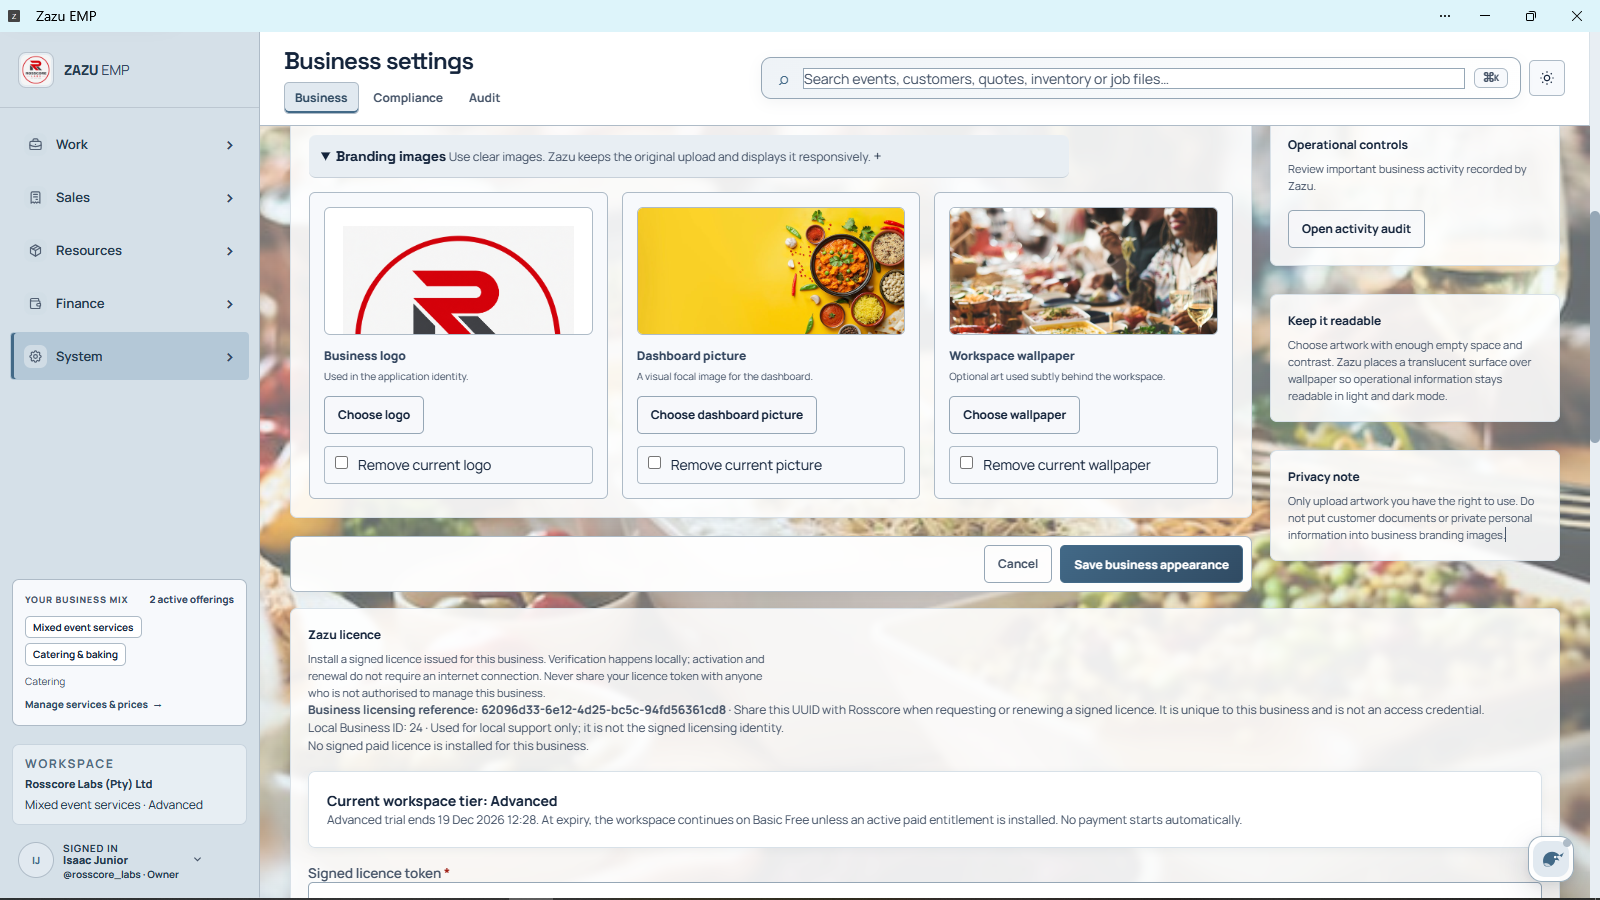 Zazu EMP
ZAZU EMP
Work
Sales
Resources
Finance
System
YOUR BUSINESS MIX 2 active offerings
Mixed event services
Catering & baking
Catering
Manage services & prices →
WORKSPACE
Rosscore Labs (Pty) Ltd
Mixed event services · Advanced
IJ
SIGNED IN
Isaac Junior
@rosscore_labs · Owner
Business settings
Business Compliance Audit
Search events, customers, quotes, inventory or job files...
⌘K
▼ Branding images Use clear images. Zazu keeps the original upload and displays it responsively. +
Business logo
Used in the application identity.
Choose logo
Remove current logo
Dashboard picture
A visual focal image for the dashboard.
Choose dashboard picture
Remove current picture
Workspace wallpaper
Optional art used subtly behind the workspace.
Choose wallpaper
Remove current wallpaper
Cancel
Save business appearance
Operational controls
Review important business activity recorded by
Zazu.
Open activity audit
Keep it readable
Choose artwork with enough empty space and
contrast. Zazu places a translucent surface over
wallpaper so operational information stays
readable in light and dark mode.
Privacy note
Only upload artwork you have the right to use. Do
not put customer documents or private personal
information into business branding images.
Zazu licence
Install a signed licence issued for this business. Verification happens locally; activation and
renewal do not require an internet connection. Never share your licence token with anyone
who is not authorised to manage this business.
Business licensing reference: 62096d33-6e12-4d25-bc5c-94fd56361cd8 · Share this UUID with Rosscore when requesting or renewing a signed licence. It is unique to this business and is not an access credential.
Local Business ID: 24 · Used for local support only; it is not the signed licensing identity.
No signed paid licence is installed for this business.
Current workspace tier: Advanced
Advanced trial ends 19 Dec 2026 12:28. At expiry, the workspace continues on Basic Free unless an active paid entitlement is installed. No payment starts automatically.
Signed licence token *